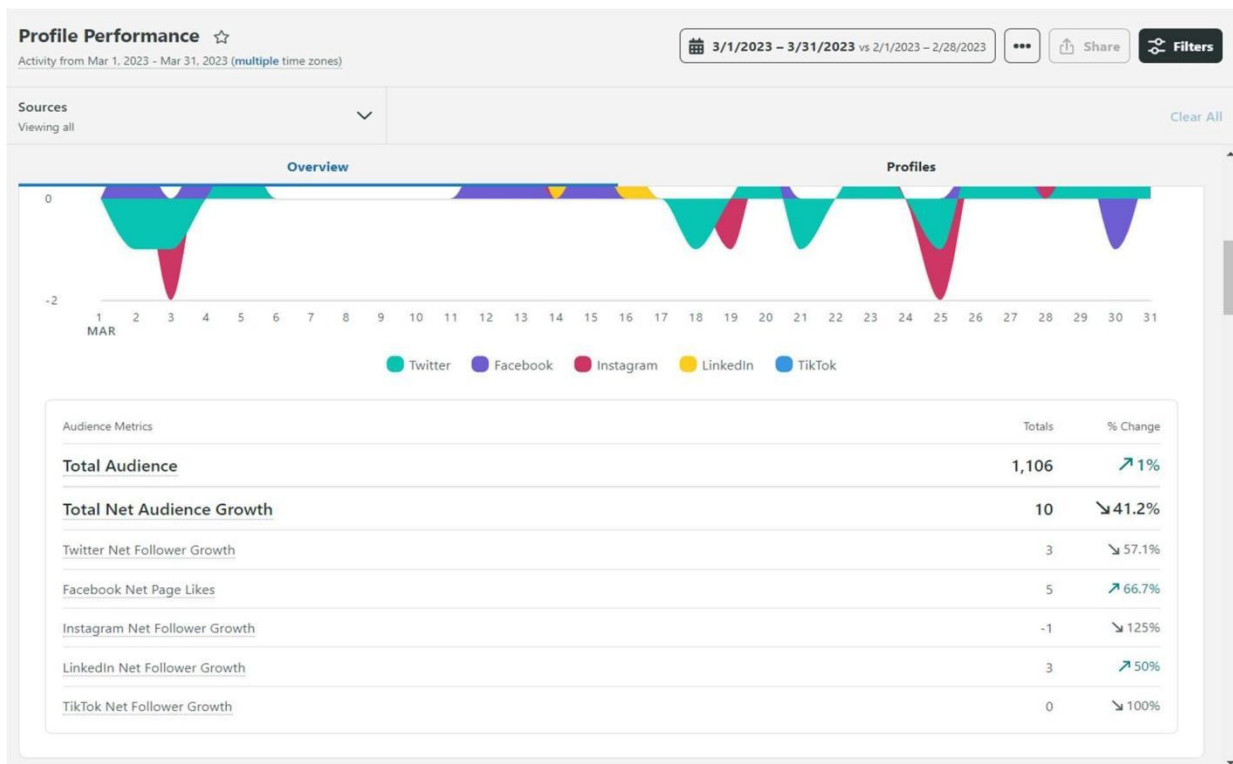 Profile Performance
3/1/2023 – 3/31/2023 vs 2/1/2023 – 2/28/2023
Share
Filters
Activity from Mar 1, 2023 - Mar 31, 2023 (multiple time zones)
Sources
Viewing all
Clear All
Overview Profiles
0
-2
1 2 3 4 5 6 7 8 9 10 11 12 13 14 15 16 17 18 19 20 21 22 23 24 25 26 27 28 29 30 31
MAR
Twitter Facebook Instagram LinkedIn TikTok
Audience Metrics Totals % Change
Total Audience 1,106 ↗1%
Total Net Audience Growth 10 ↘41.2%
Twitter Net Follower Growth 3 ↘57.1%
Facebook Net Page Likes 5 ↗66.7%
Instagram Net Follower Growth -1 ↘125%
LinkedIn Net Follower Growth 3 ↗50%
TikTok Net Follower Growth 0 ↘100%